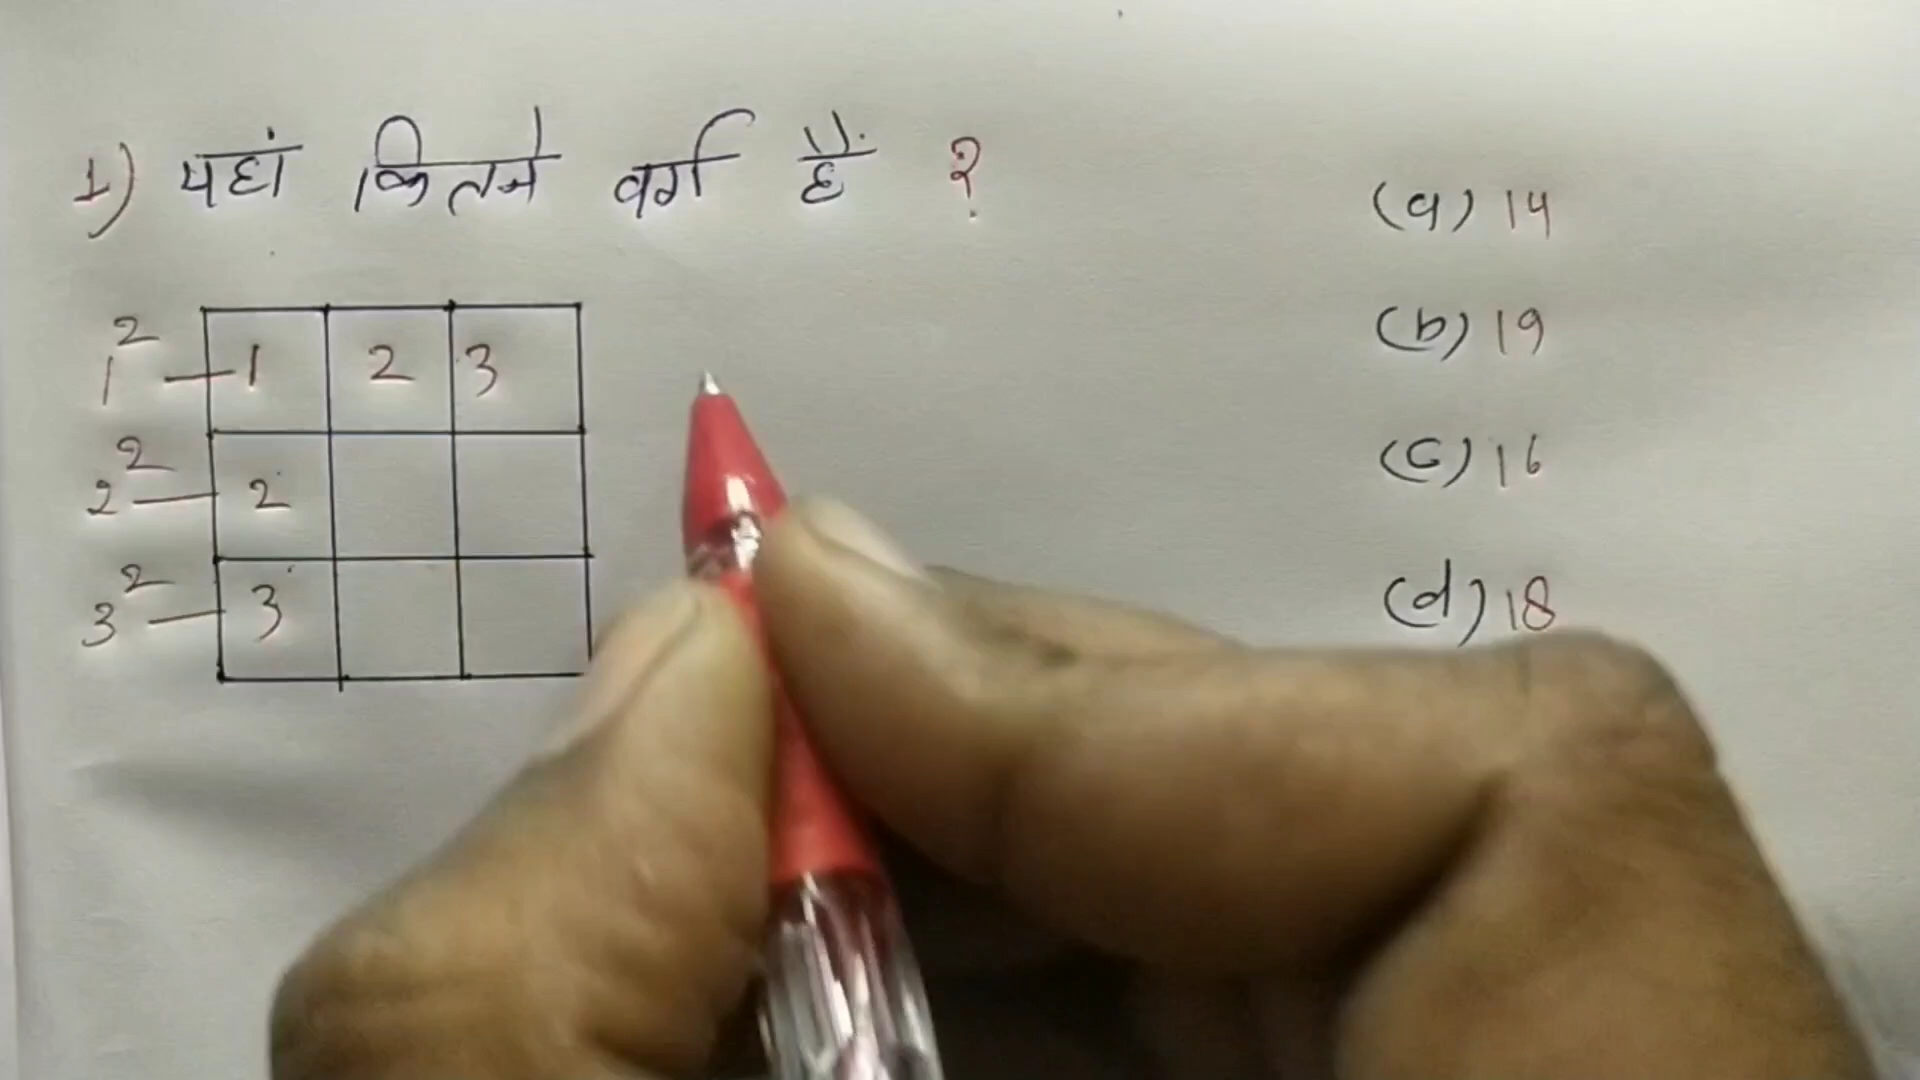 1) यहां कितने वर्ग हैं ?
(a) 14
(b) 19
(c) 16
(d) 18
1² — 1 2 3
2² — 2
3² — 3